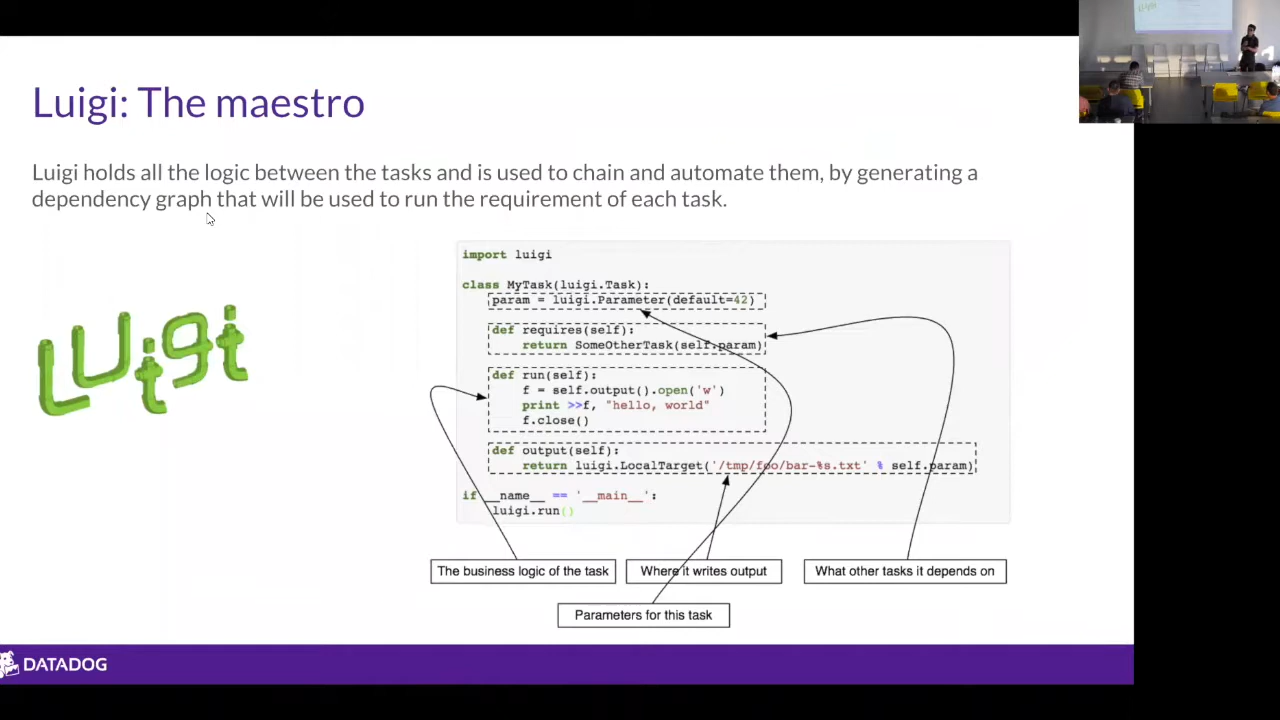 Luigi: The maestro
Luigi holds all the logic between the tasks and is used to chain and automate them, by generating a
dependency graph that will be used to run the requirement of each task.
Luigi
import luigi
class MyTask(luigi.Task):
param = luigi.Parameter(default=42)
def requires(self):
return SomeOtherTask(self.param)
def run(self):
f = self.output().open('w')
print >>f, "hello, world"
f.close()
def output(self):
return luigi.LocalTarget('/tmp/foo/bar-%s.txt' % self.param)
if __name__ == '__main__':
luigi.run()
The business logic of the task
Where it writes output
What other tasks it depends on
Parameters for this task
DATADOG